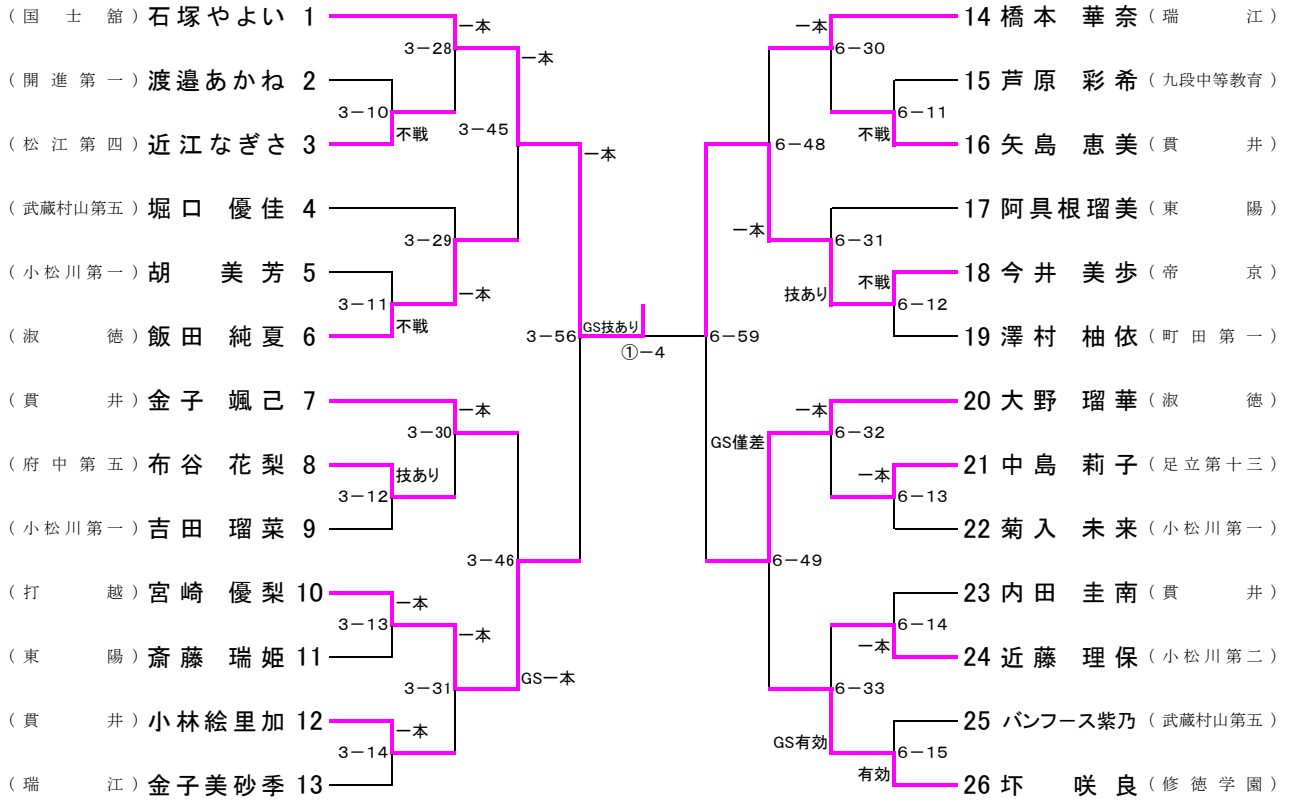 （国士舘）石塚やよい 1
一本
3－28
一本
（開進第一）渡邉あかね 2
3－10
不戦
3－45
（松江第四）近江なぎさ 3
一本
（武蔵村山第五）堀口 優佳 4
3－29
（小松川第一）胡 美芳 5
一本
3－11
不戦
（淑徳）飯田 純夏 6
3－56
GS技あり
①－4
（貫井）金子 颯己 7
一本
3－30
（府中第五）布谷 花梨 8
技あり
3－12
（小松川第一）吉田 瑠菜 9
3－46
（打越）宮崎 優梨 10
一本
3－13
一本
（東陽）斎藤 瑞姫 11
3－31
GS一本
（貫井）小林絵里加 12
一本
3－14
（瑞江）金子美砂季 13
14 橋本 華奈（瑞江）
一本
6－30
15 芦原 彩希（九段中等教育）
6－11
不戦
6－48
16 矢島 恵美（貫井）
17 阿具根瑠美（東陽）
一本
6－31
18 今井 美歩（帝京）
不戦
技あり
6－12
19 澤村 柚依（町田第一）
6－59
20 大野 瑠華（淑徳）
一本
6－32
GS僅差
21 中島 莉子（足立第十三）
一本
6－13
22 菊入 未来（小松川第一）
6－49
23 内田 圭南（貫井）
6－14
一本
24 近藤 理保（小松川第二）
6－33
25 バンフース紫乃（武蔵村山第五）
GS有効
6－15
有効
26 圷 咲良（修徳学園）